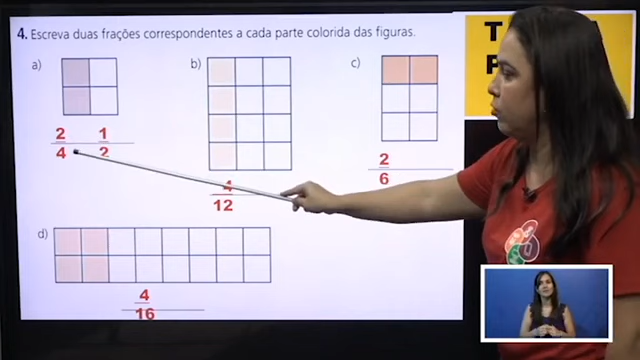 4. Escreva duas frações correspondentes a cada parte colorida das figuras.
a)
b)
c)
2 1
4 2
4
12
2
6
d)
4
16